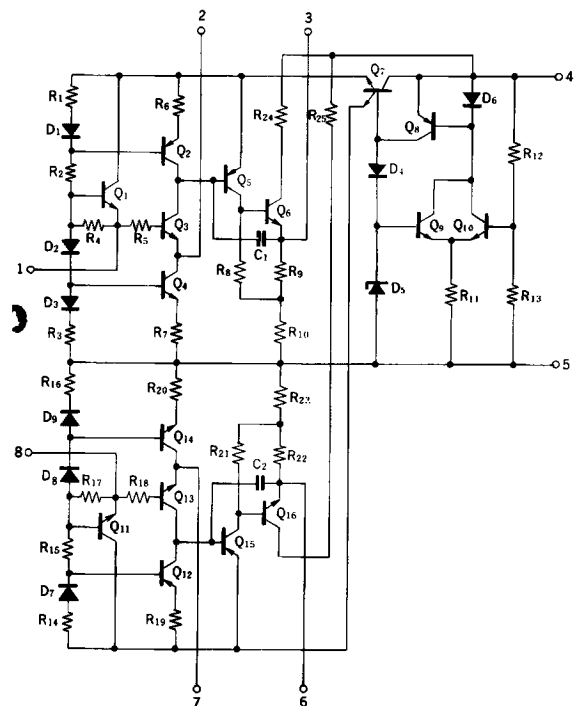 2 3
R1 R6 R24 R25 Q7 4
D1 Q2 Q8 D6
R2 Q1 Q5 Q6 D4 R12
R4 R5 Q3 C1 Q9 Q10
1 D2 Q4 R8 R9
D3 D5 R11 R13
R3 R7 R10
5
R16 R20 R23
D9 Q14
8 R21 R22
D8 R17 R18 Q13 C2 Q16
Q11
R15 Q15
D7 Q12
R14 R19
7 6